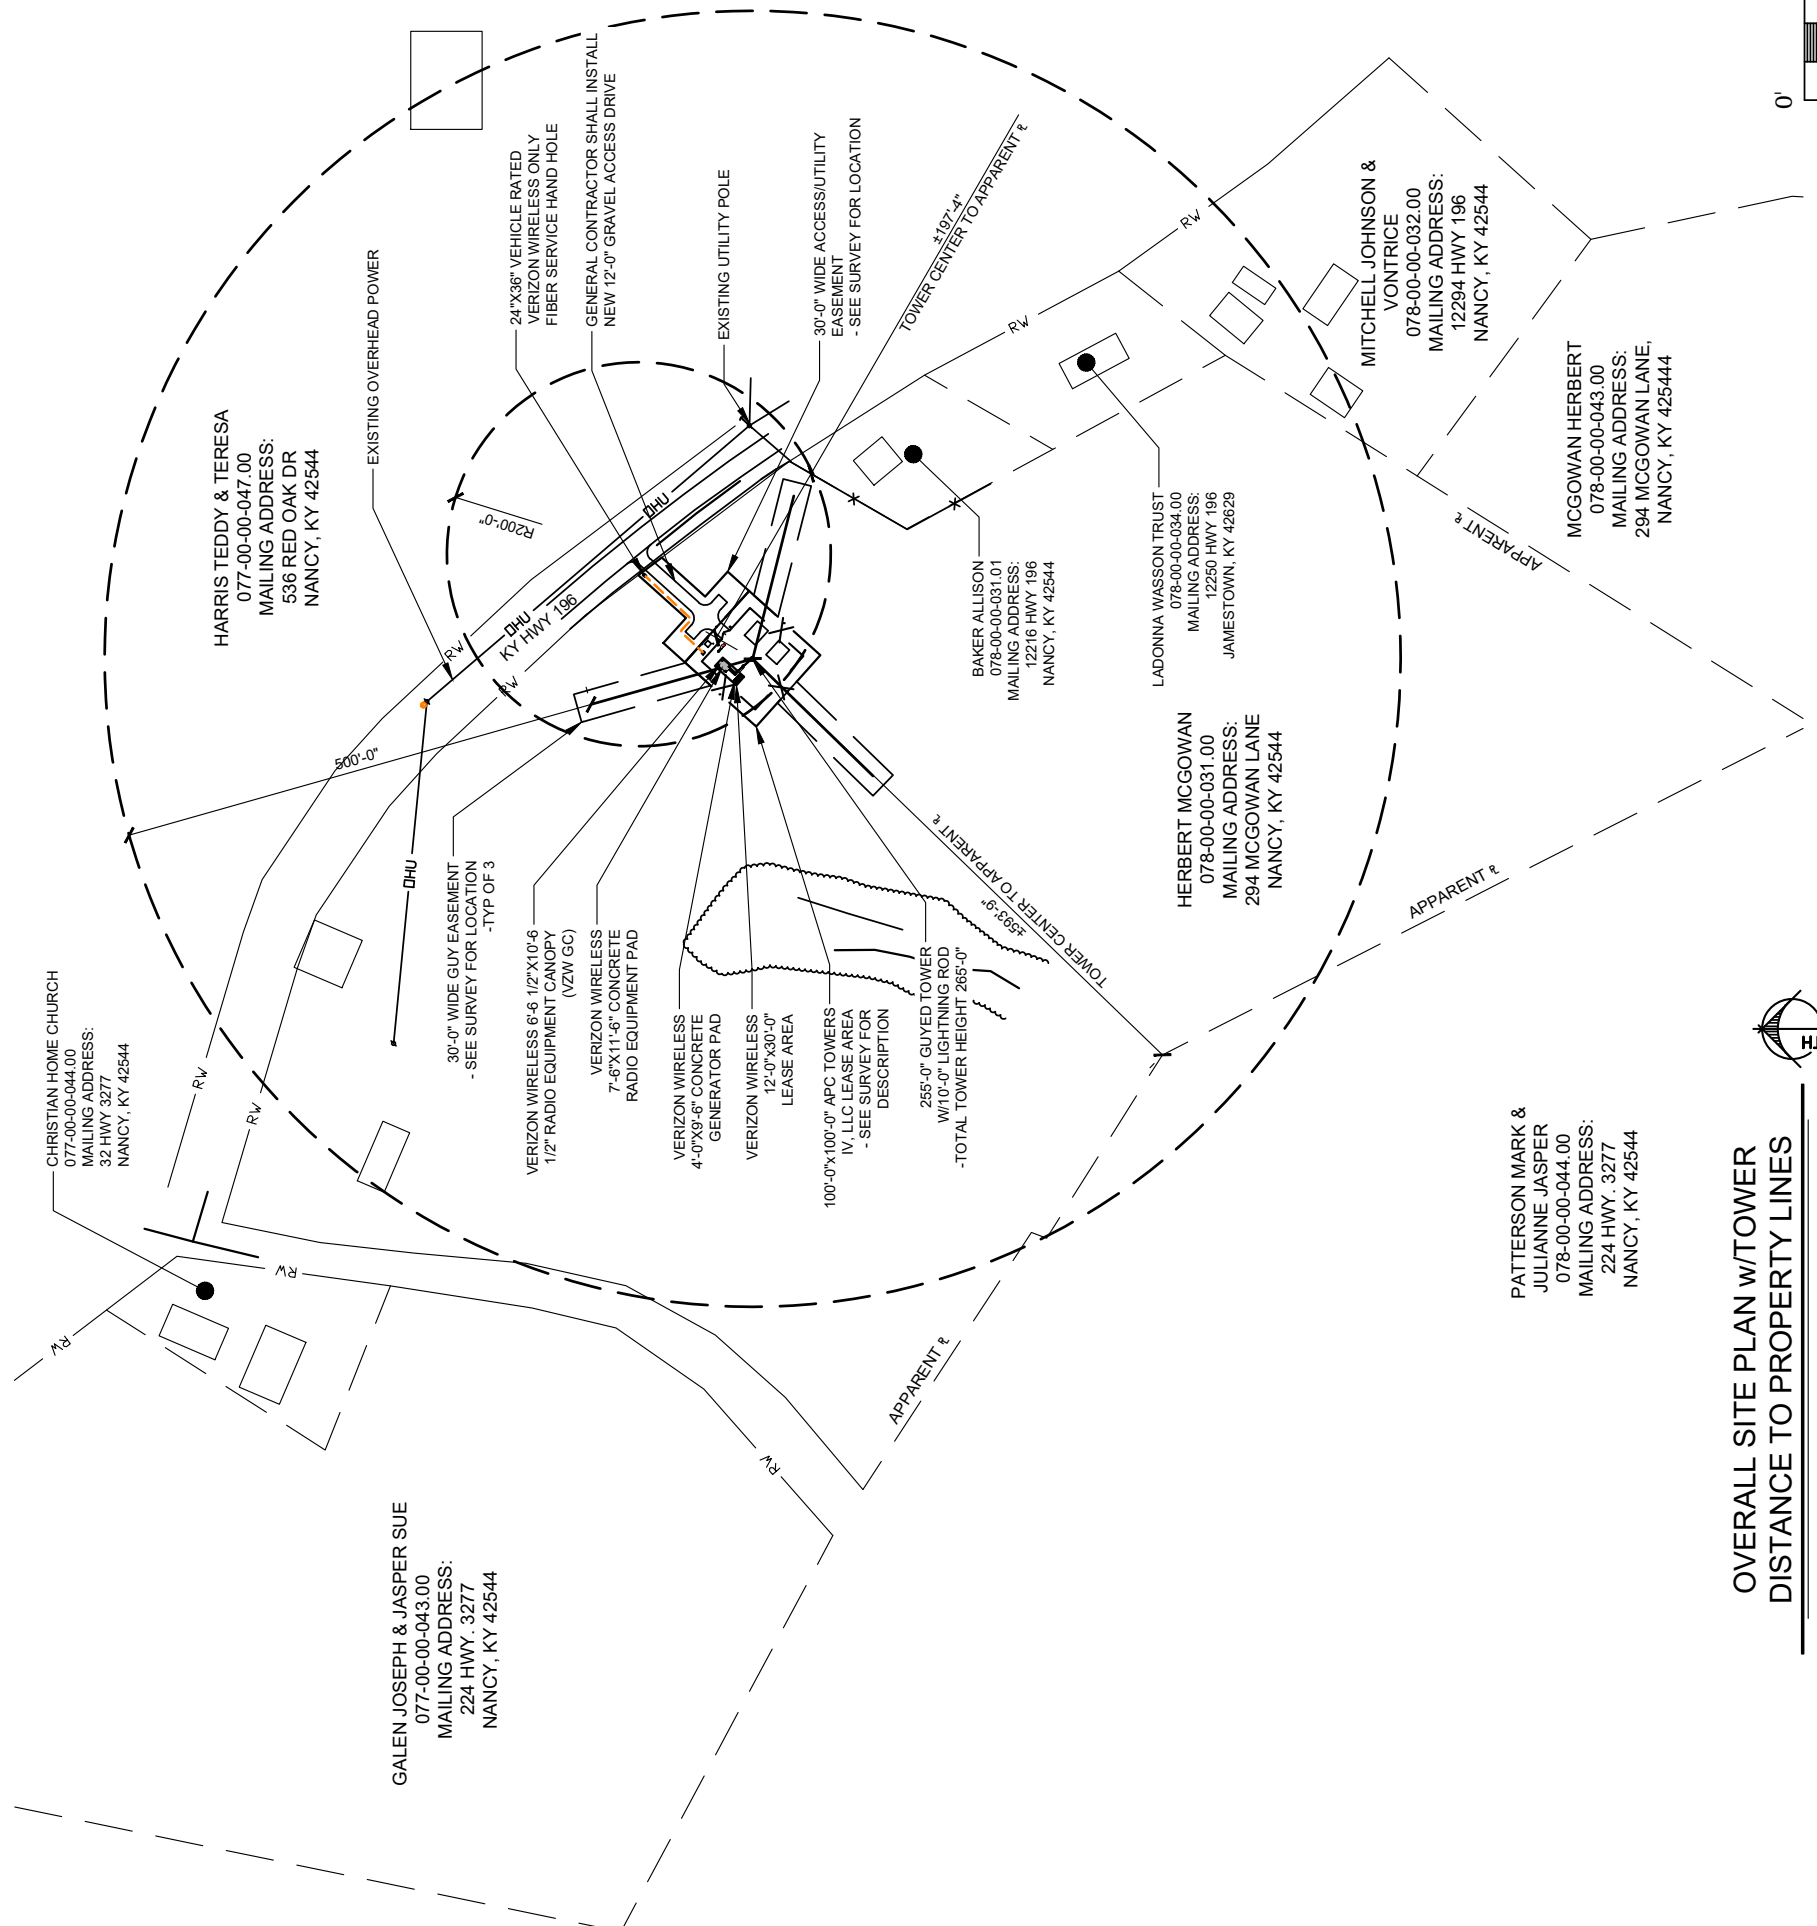 CHRISTIAN HOME CHURCH
077-00-00-044.00
MAILING ADDRESS:
32 HWY 3277
NANCY, KY 42544
HARRIS TEDDY & TERESA
077-00-00-047.00
MAILING ADDRESS:
536 RED OAK DR
NANCY, KY 42544
GALEN JOSEPH & JASPER SUE
077-00-00-043.00
MAILING ADDRESS:
224 HWY. 3277
NANCY, KY 42544
EXISTING OVERHEAD POWER
24"X36" VEHICLE RATED
VERIZON WIRELESS ONLY
FIBER SERVICE HAND HOLE
GENERAL CONTRACTOR SHALL INSTALL
NEW 12'-0" GRAVEL ACCESS DRIVE
EXISTING UTILITY POLE
30'-0" WIDE ACCESS/UTILITY
EASEMENT
- SEE SURVEY FOR LOCATION
±197'-4"
TOWER CENTER TO APPARENT ℄
R200'-0"
500'-0"
OHU
OHU
OHU
KY HWY 196
RW
RW
RW
RW
RW
RW
RW
RW
RW
30'-0" WIDE GUY EASEMENT
- SEE SURVEY FOR LOCATION
-TYP OF 3
VERIZON WIRELESS 6'-6 1/2"X10'-6
1/2" RADIO EQUIPMENT CANOPY
(VZW GC)
VERIZON WIRELESS
7'-6"X11'-6" CONCRETE
RADIO EQUIPMENT PAD
VERIZON WIRELESS
4'-0"X9'-6" CONCRETE
GENERATOR PAD
VERIZON WIRELESS
12'-0"x30'-0"
LEASE AREA
100'-0"x100'-0" APC TOWERS
IV, LLC LEASE AREA
- SEE SURVEY FOR
DESCRIPTION
255'-0" GUYED TOWER
W/10'-0" LIGHTNING ROD
-TOTAL TOWER HEIGHT 265'-0"
±593'-9"
TOWER CENTER TO APPARENT ℄
BAKER ALLISON
078-00-00-031.01
MAILING ADDRESS:
12216 HWY 196
NANCY, KY 42544
LADONNA WASSON TRUST
078-00-00-034.00
MAILING ADDRESS:
12250 HWY 196
JAMESTOWN, KY 42629
HERBERT MCGOWAN
078-00-00-031.00
MAILING ADDRESS:
294 MCGOWAN LANE
NANCY, KY 42544
MITCHELL JOHNSON &
VONTRICE
078-00-00-032.00
MAILING ADDRESS:
12294 HWY 196
NANCY, KY 42544
MCGOWAN HERBERT
078-00-00-043.00
MAILING ADDRESS:
294 MCGOWAN LANE,
NANCY, KY 425444
APPARENT ℄
APPARENT ℄
APPARENT ℄
PATTERSON MARK &
JULIANNE JASPER
078-00-00-044.00
MAILING ADDRESS:
224 HWY. 3277
NANCY, KY 42544
OVERALL SITE PLAN w/TOWER
DISTANCE TO PROPERTY LINES
0'